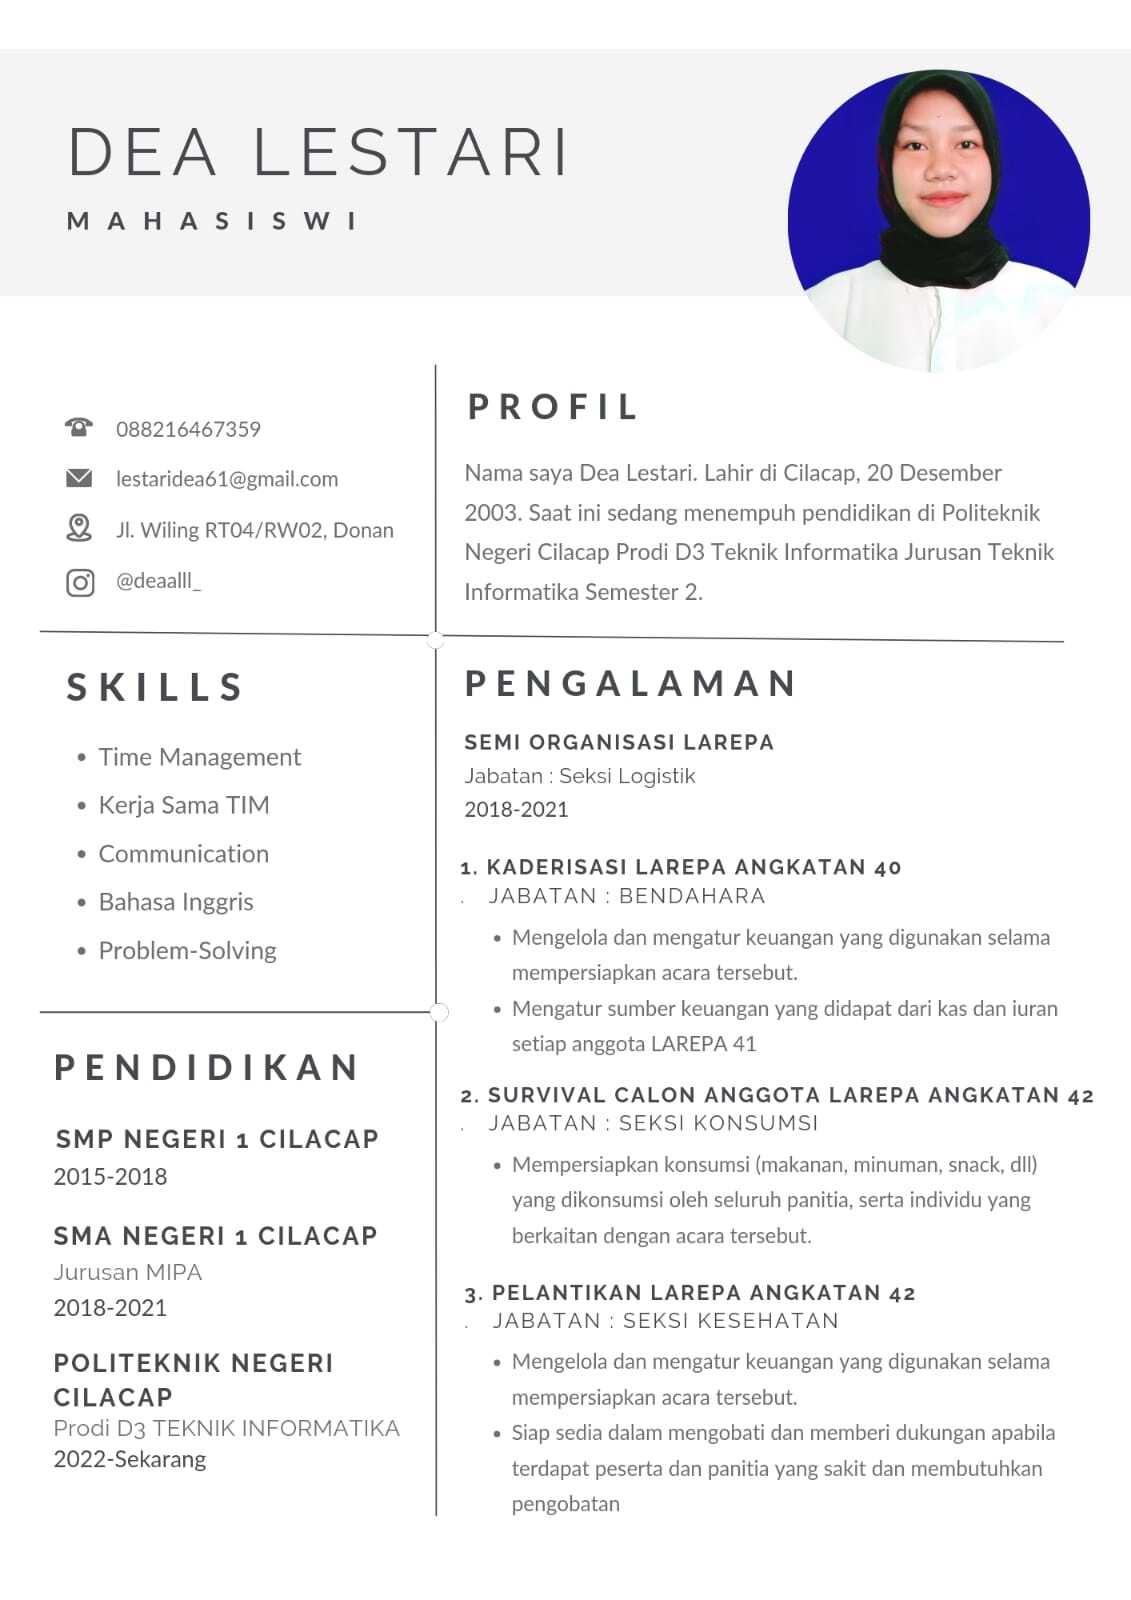 DEA LESTARI
MAHASISWI
088216467359
lestaridea61@gmail.com
Jl. Wiling RT04/RW02, Donan
@deaalll_
PROFIL
Nama saya Dea Lestari. Lahir di Cilacap, 20 Desember
2003. Saat ini sedang menempuh pendidikan di Politeknik
Negeri Cilacap Prodi D3 Teknik Informatika Jurusan Teknik
Informatika Semester 2.
SKILLS
• Time Management
• Kerja Sama TIM
• Communication
• Bahasa Inggris
• Problem-Solving
PENDIDIKAN
SMP NEGERI 1 CILACAP
2015-2018
SMA NEGERI 1 CILACAP
Jurusan MIPA
2018-2021
POLITEKNIK NEGERI
CILACAP
Prodi D3 TEKNIK INFORMATIKA
2022-Sekarang
PENGALAMAN
SEMI ORGANISASI LAREPA
Jabatan : Seksi Logistik
2018-2021
1. KADERISASI LAREPA ANGKATAN 40
. JABATAN : BENDAHARA
• Mengelola dan mengatur keuangan yang digunakan selama
mempersiapkan acara tersebut.
• Mengatur sumber keuangan yang didapat dari kas dan iuran
setiap anggota LAREPA 41
2. SURVIVAL CALON ANGGOTA LAREPA ANGKATAN 42
. JABATAN : SEKSI KONSUMSI
• Mempersiapkan konsumsi (makanan, minuman, snack, dll)
yang dikonsumsi oleh seluruh panitia, serta individu yang
berkaitan dengan acara tersebut.
3. PELANTIKAN LAREPA ANGKATAN 42
. JABATAN : SEKSI KESEHATAN
• Mengelola dan mengatur keuangan yang digunakan selama
mempersiapkan acara tersebut.
• Siap sedia dalam mengobati dan memberi dukungan apabila
terdapat peserta dan panitia yang sakit dan membutuhkan
pengobatan